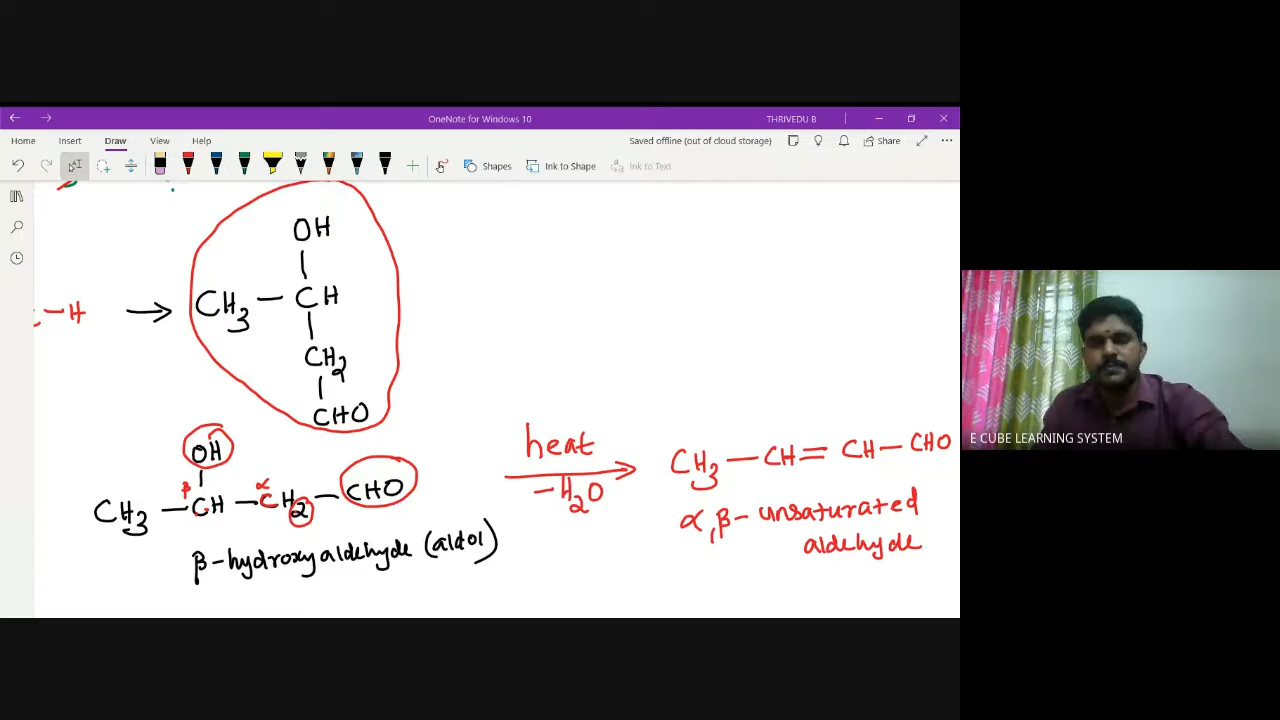 OneNote for Windows 10
THRIVEDU B
Home Insert Draw View Help
Saved offline (out of cloud storage)
Share
Shapes
Ink to Shape
Ink to Text
OH
CH3 – CH
–H →
CH2
CHO
OH
β α
CH3 – CH – CH2 – CHO
β-hydroxy aldehyde (aldol)
heat
-H2O
CH3 – CH = CH – CHO
α,β- unsaturated
aldehyde
E CUBE LEARNING SYSTEM